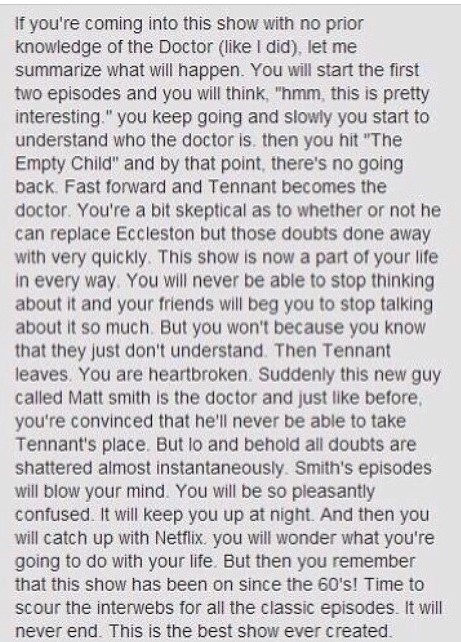 If you're coming into this show with no prior
knowledge of the Doctor (like I did), let me
summarize what will happen. You will start the first
two episodes and you will think, "hmm, this is pretty
interesting." you keep going and slowly you start to
understand who the doctor is. then you hit "The
Empty Child" and by that point, there's no going
back. Fast forward and Tennant becomes the
doctor. You're a bit skeptical as to whether or not he
can replace Eccleston but those doubts done away
with very quickly. This show is now a part of your life
in every way. You will never be able to stop thinking
about it and your friends will beg you to stop talking
about it so much. But you won't because you know
that they just don't understand. Then Tennant
leaves. You are heartbroken. Suddenly this new guy
called Matt smith is the doctor and just like before,
you're convinced that he'll never be able to take
Tennant's place. But lo and behold all doubts are
shattered almost instantaneously. Smith's episodes
will blow your mind. You will be so pleasantly
confused. It will keep you up at night. And then you
will catch up with Netflix. you will wonder what you're
going to do with your life. But then you remember
that this show has been on since the 60's! Time to
scour the interwebs for all the classic episodes. It will
never end. This is the best show ever created.